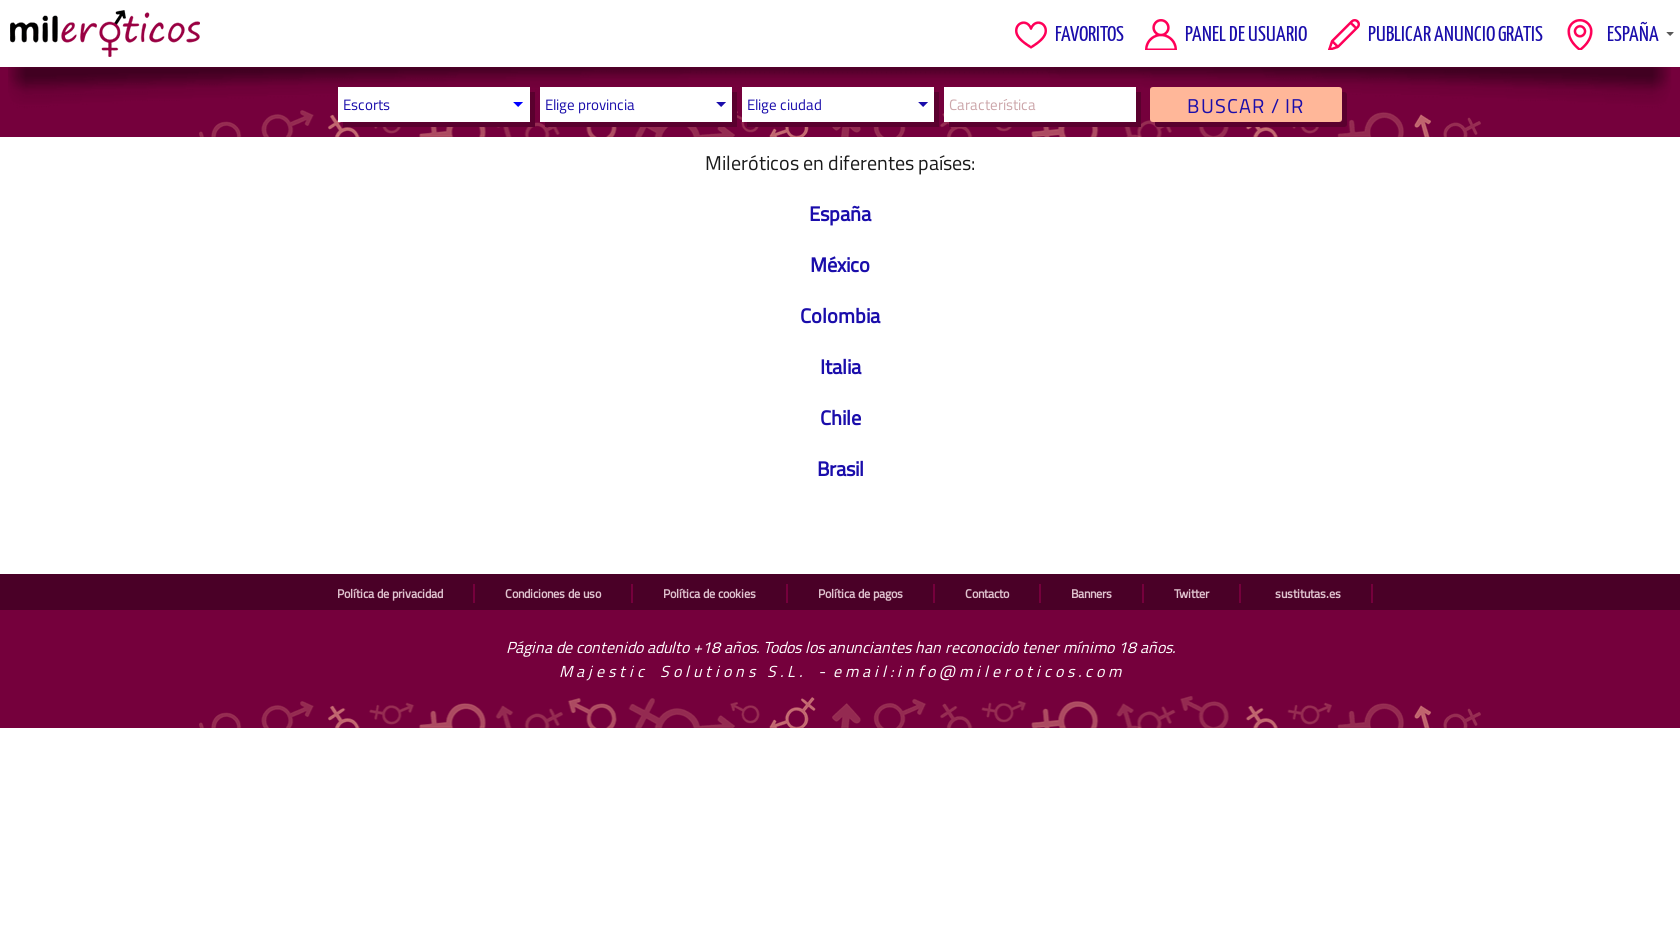 mileroticos
FAVORITOS
PANEL DE USUARIO
PUBLICAR ANUNCIO GRATIS
ESPAÑA
Escorts
Elige provincia
Elige ciudad
Característica
BUSCAR / IR
Mileróticos en diferentes países:
España
México
Colombia
Italia
Chile
Brasil
Política de privacidad
Condiciones de uso
Política de cookies
Política de pagos
Contacto
Banners
Twitter
sustitutas.es
Página de contenido adulto +18 años. Todos los anunciantes han reconocido tener mínimo 18 años.
Majestic Solutions S.L. - email:info@mileroticos.com